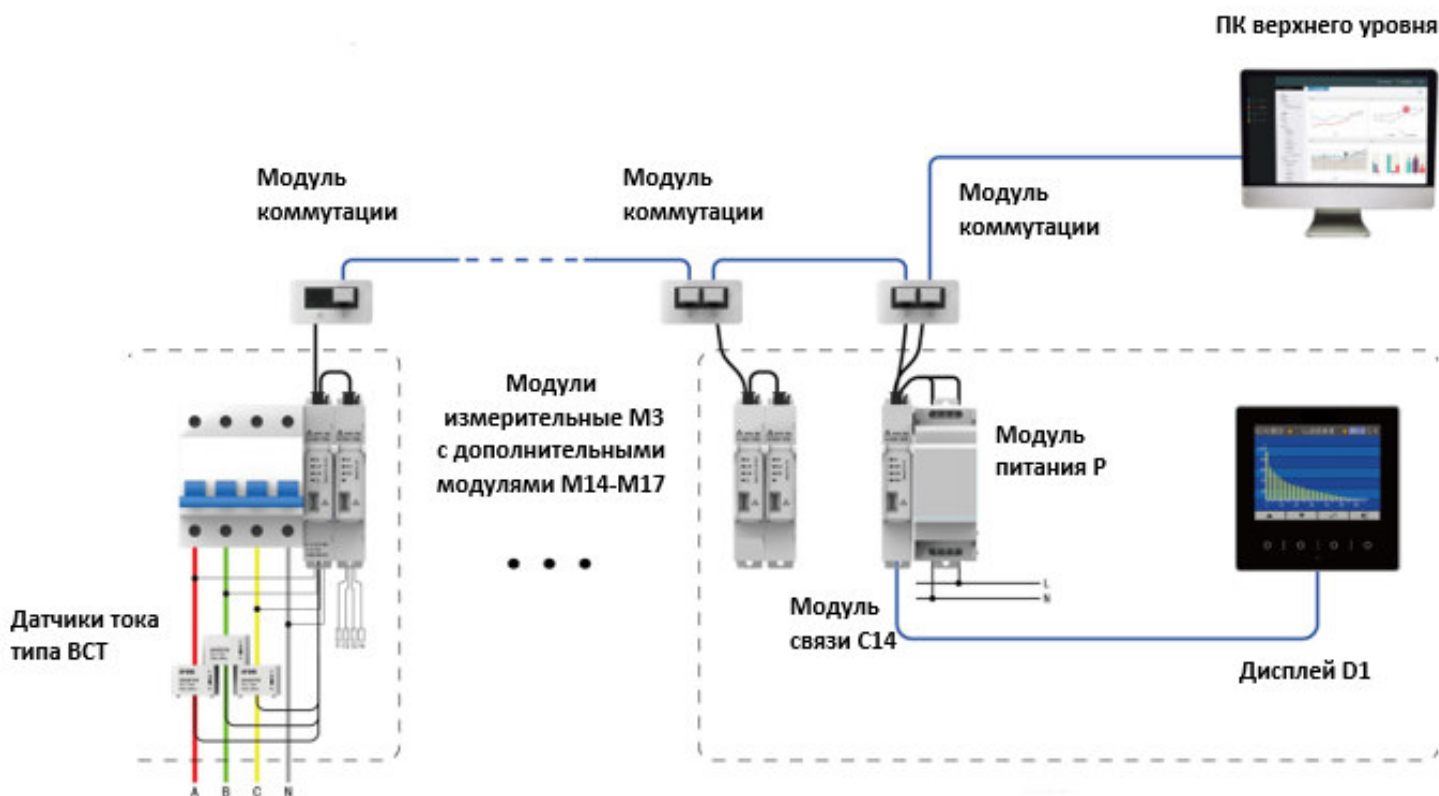 ПК верхнего уровня
Модуль
коммутации
Модуль
коммутации
Модуль
коммутации
Модули
измерительные М3
с дополнительными
модулями М14-М17
Модуль
питания Р
L
N
Датчики тока
типа ВСТ
Модуль
связи С14
Дисплей D1
A B C N